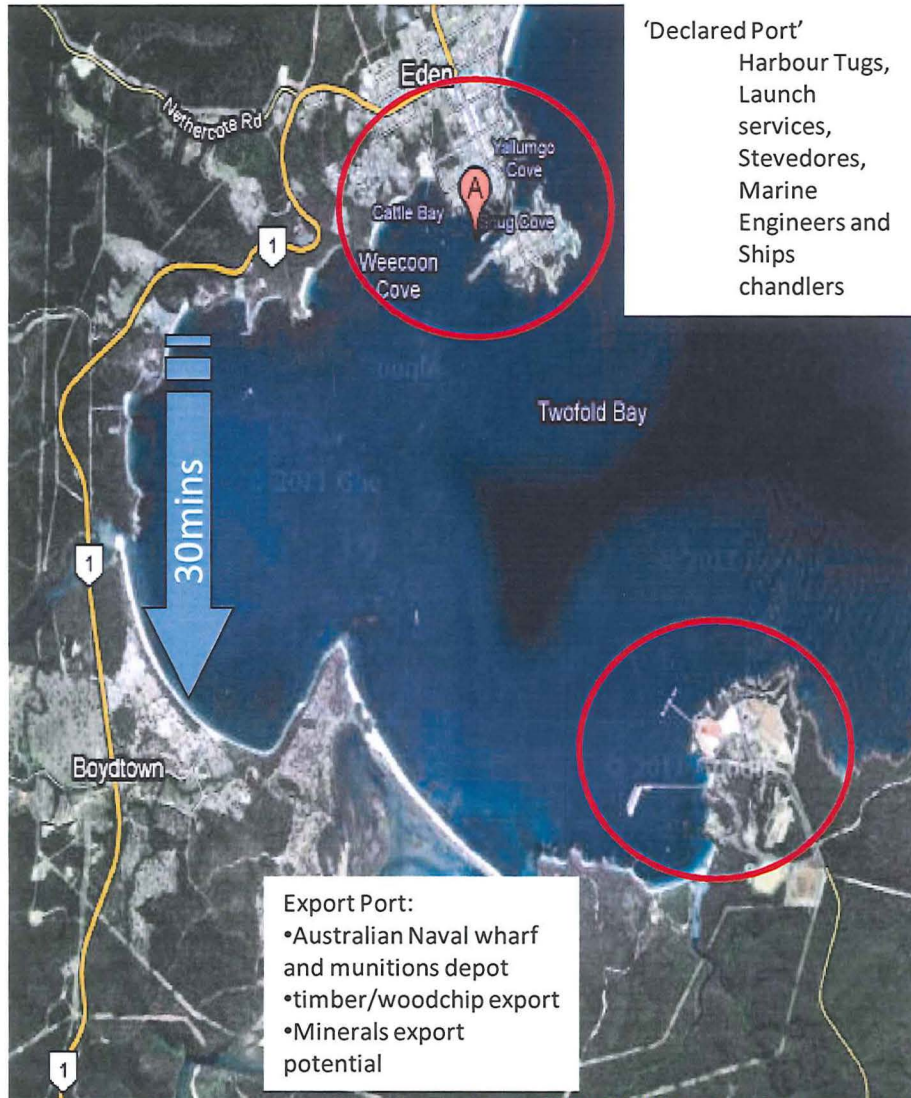 'Declared Port'
Harbour Tugs,
Launch
services,
Stevedores,
Marine
Engineers and
Ships
chandlers
Eden
Nethercote Rd
Yallumgo
Cove
A
Cattle Bay
Snug Cove
1
Weecoon
Cove
Twofold Bay
30mins
1
Boydtown
Export Port:
•Australian Naval wharf
and munitions depot
•timber/woodchip export
•Minerals export
potential
1